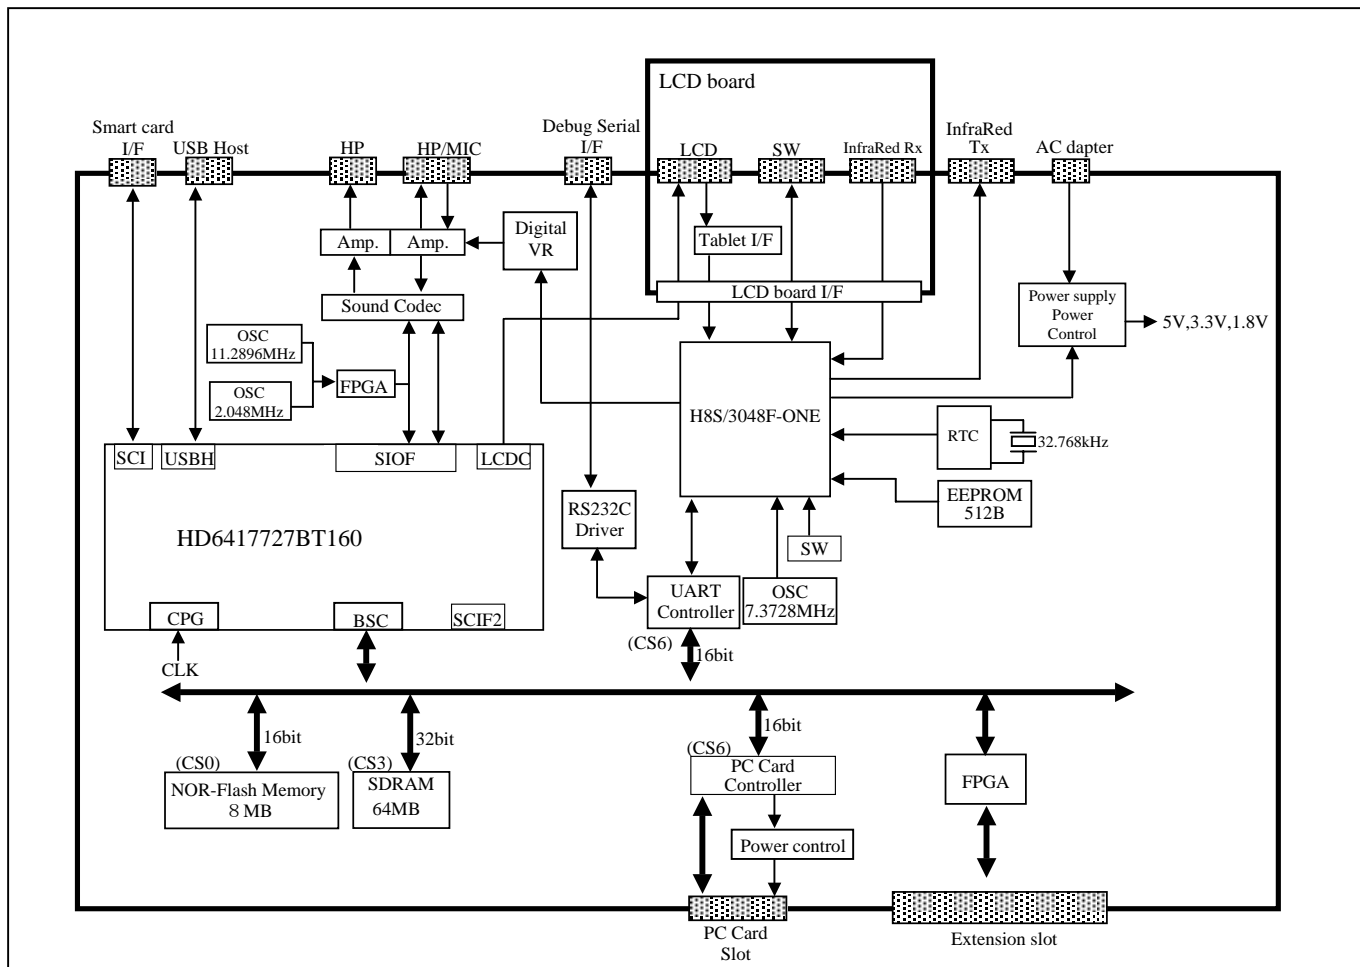 LCD board
Smart card
I/F
USB Host
HP
HP/MIC
Debug Serial
I/F
LCD
SW
InfraRed Rx
InfraRed
Tx
AC dapter
Amp.
Amp.
Digital
VR
Tablet I/F
LCD board I/F
Sound Codec
Power supply
Power
Control
5V,3.3V,1.8V
OSC
11.2896MHz
OSC
2.048MHz
FPGA
H8S/3048F-ONE
RTC
32.768kHz
SCI
USBH
SIOF
LCDC
EEPROM
512B
RS232C
Driver
SW
HD6417727BT160
UART
Controller
OSC
7.3728MHz
CPG
BSC
SCIF2
(CS6)
16bit
CLK
16bit
32bit
16bit
(CS0)
(CS3)
(CS6)
NOR-Flash Memory
8 MB
SDRAM
64MB
PC Card
Controller
FPGA
Power control
PC Card
Slot
Extension slot